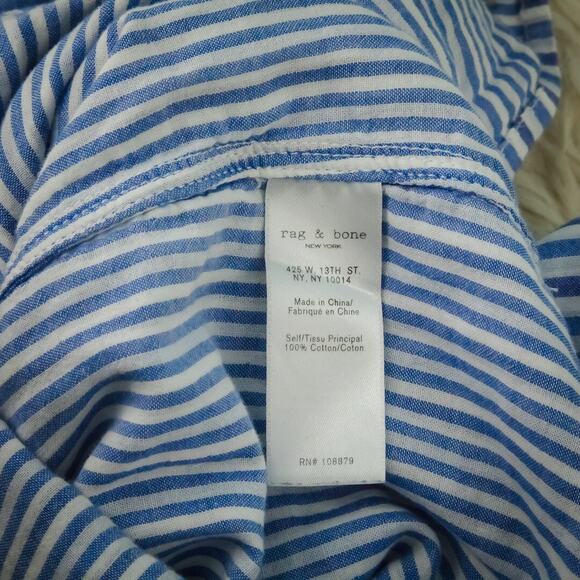 rag & bone
NEW YORK
425 W. 13TH ST.
NY, NY 10014
Made in China/
Fabriqué en Chine
Self/Tissu Principal
100% Cotton/Coton
RN# 108879